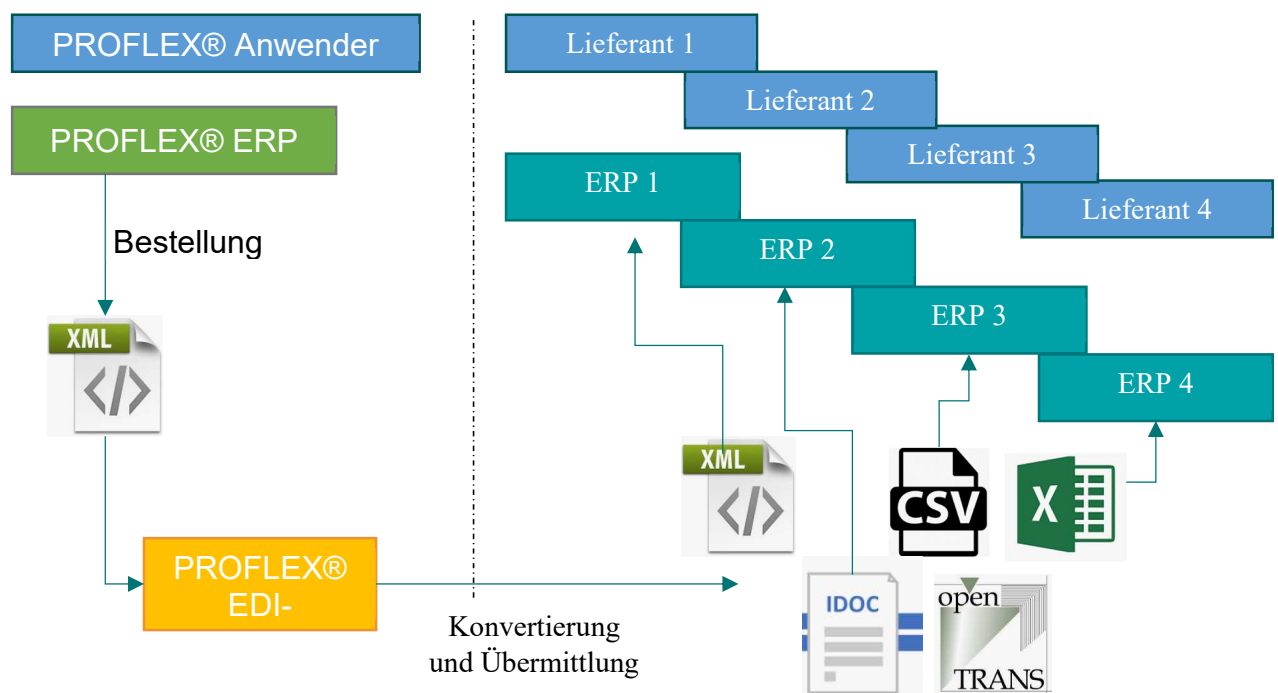 PROFLEX® Anwender
PROFLEX® ERP
Bestellung
XML
PROFLEX®
EDI-
Konvertierung
und Übermittlung
Lieferant 1
Lieferant 2
Lieferant 3
Lieferant 4
ERP 1
ERP 2
ERP 3
ERP 4
XML
CSV
X
IDOC
open
TRANS